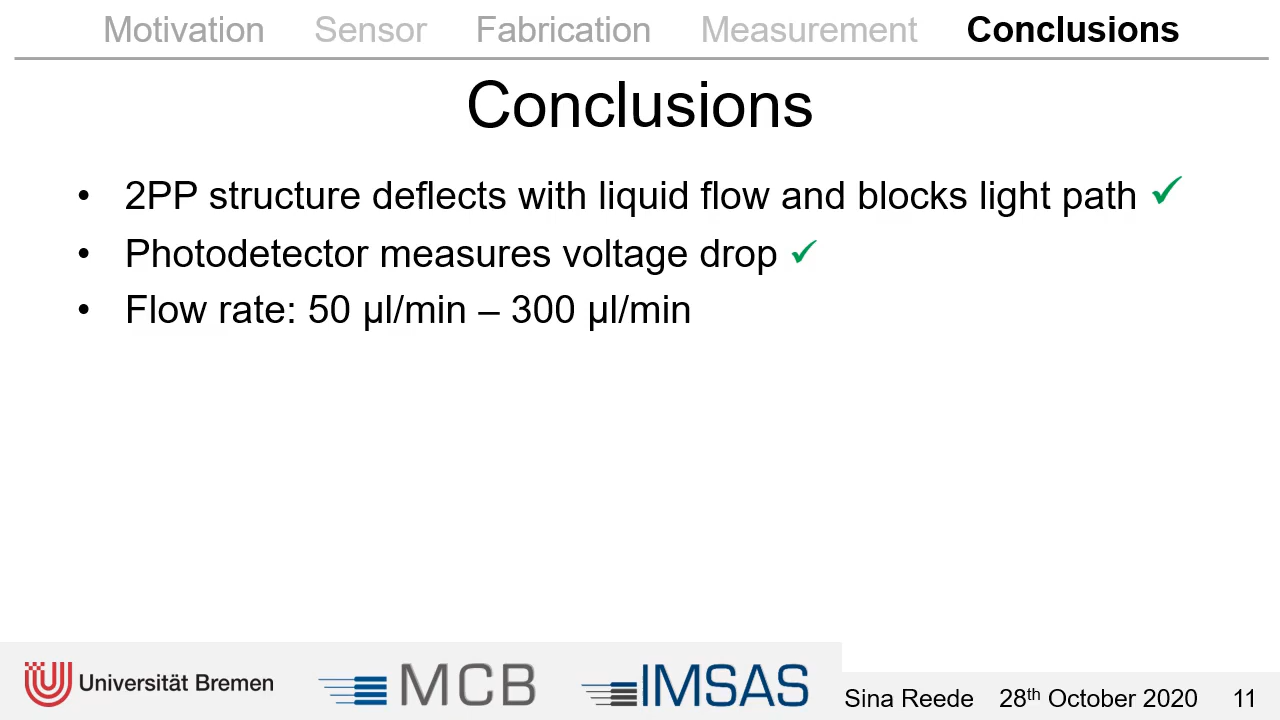 Motivation Sensor Fabrication Measurement Conclusions
Conclusions
• 2PP structure deflects with liquid flow and blocks light path ✓
• Photodetector measures voltage drop ✓
• Flow rate: 50 µl/min – 300 µl/min
Universität Bremen MCB IMSAS Sina Reede 28th October 2020 11